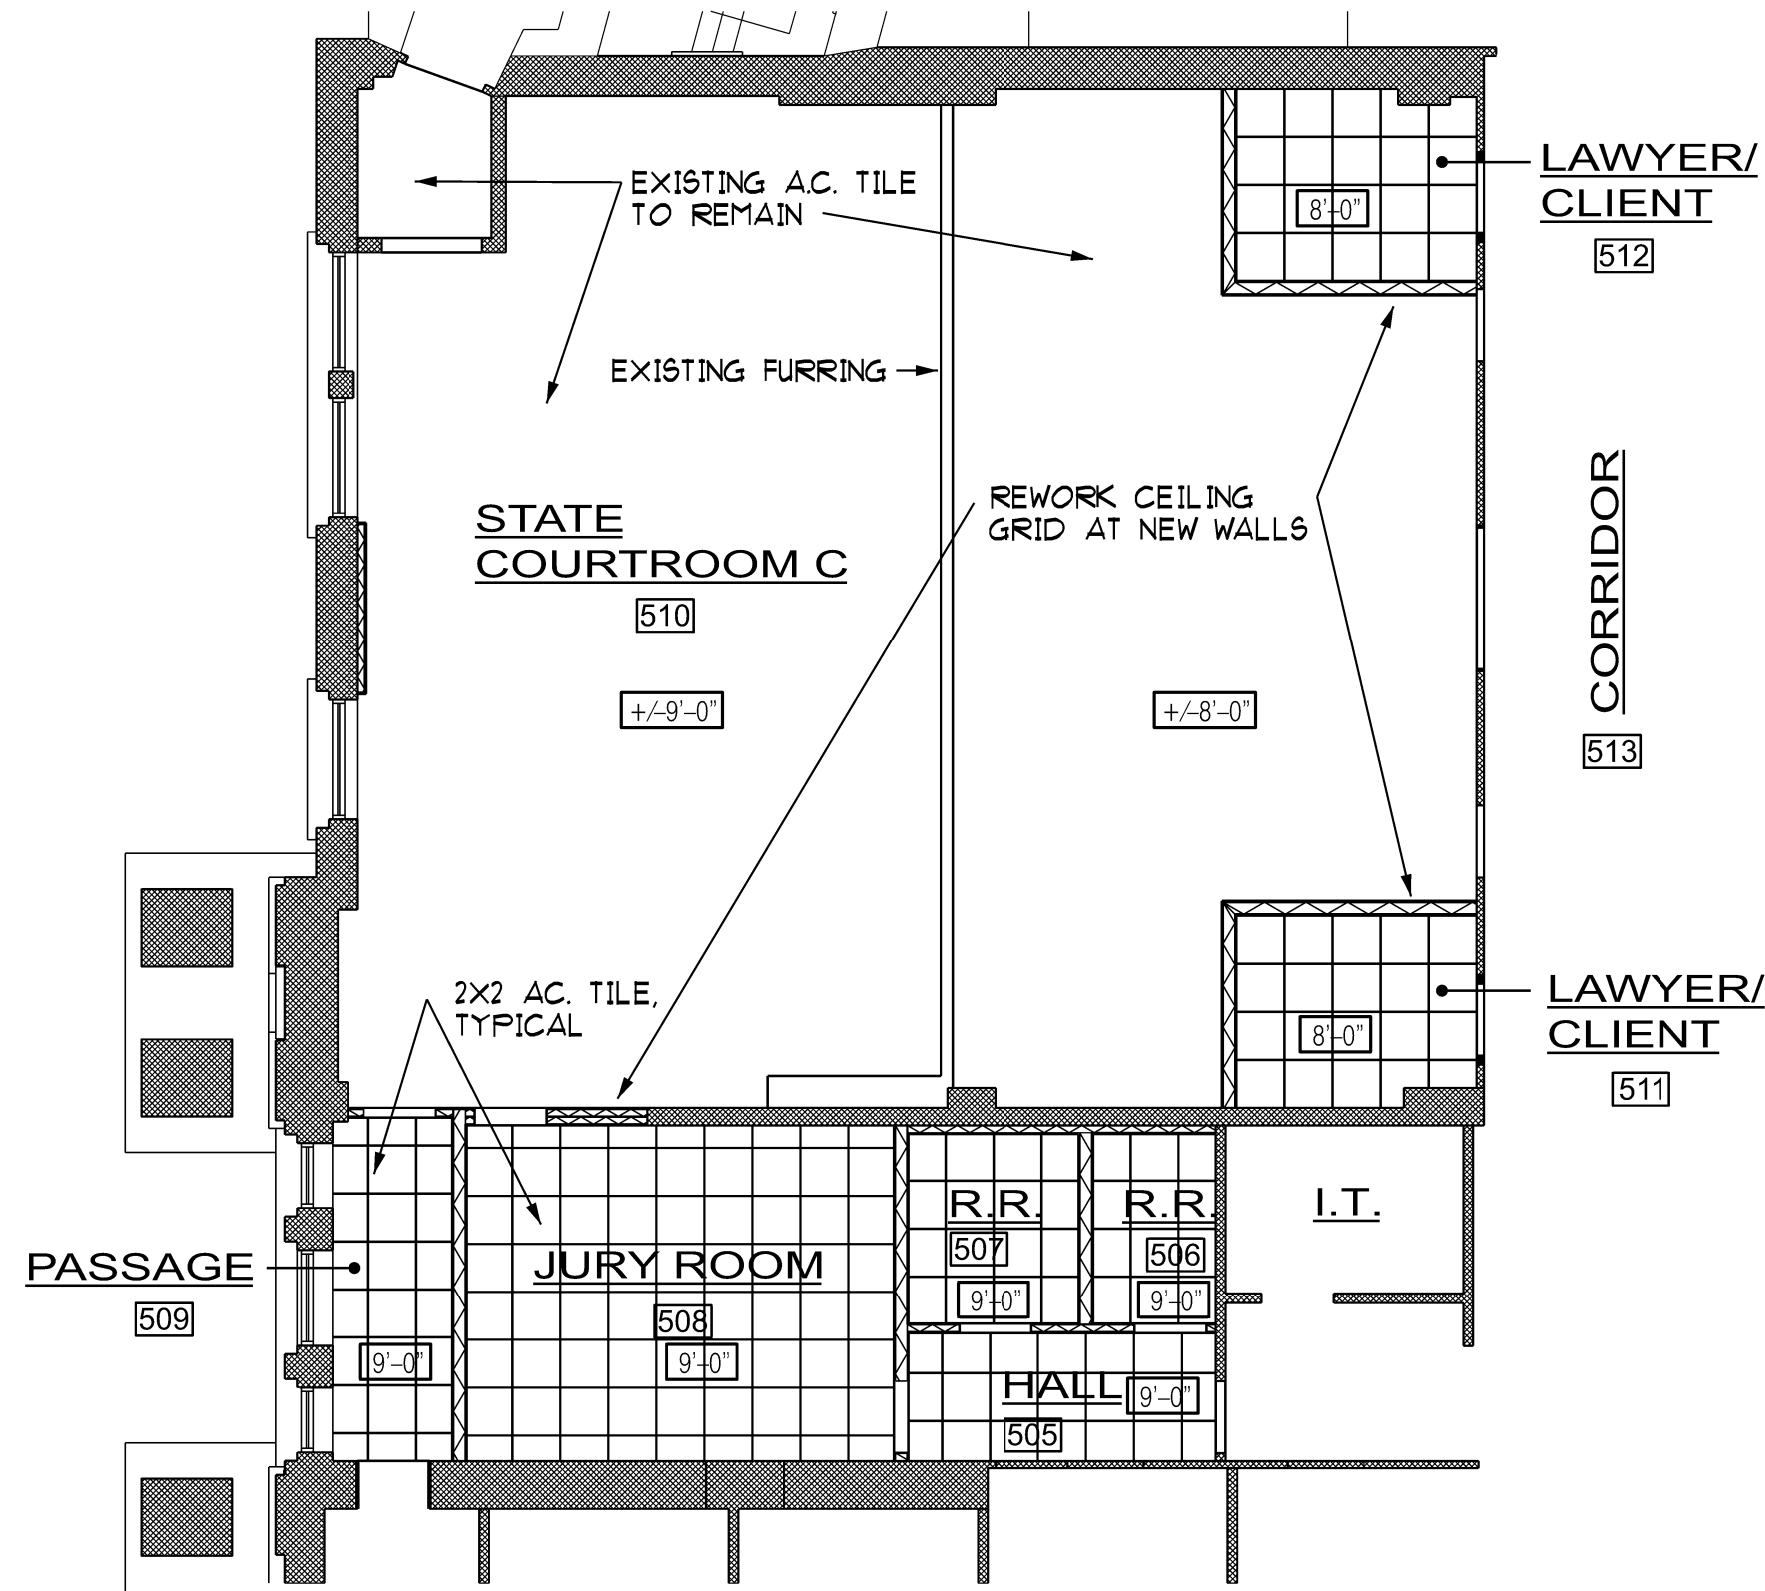 EXISTING A.C. TILE
TO REMAIN
LAWYER/
CLIENT
512
8'-0"
EXISTING FURRING
STATE
COURTROOM C
510
REWORK CEILING
GRID AT NEW WALLS
CORRIDOR
513
+/-9'-0"
+/-8'-0"
2X2 AC. TILE,
TYPICAL
LAWYER/
CLIENT
511
8'-0"
PASSAGE
509
9'-0"
JURY ROOM
508
9'-0"
R.R.
507
9'-0"
R.R.
506
9'-0"
I.T.
HALL
505
9'-0"